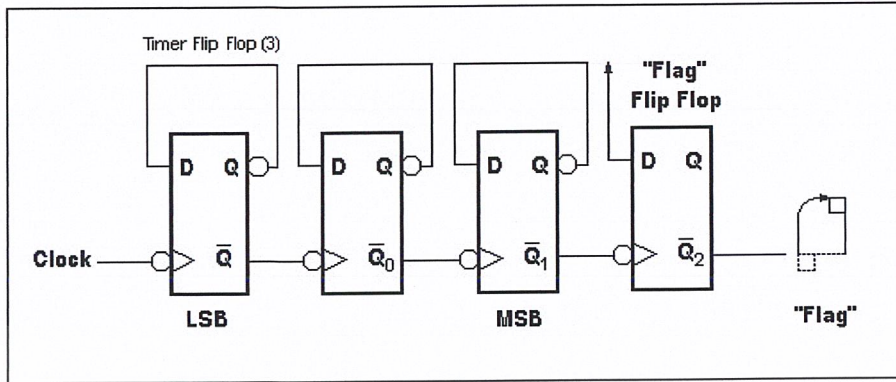 Timer Flip Flop (3)
"Flag"
Flip Flop
D Q
D Q
D Q
D Q
Clock
Q̅
Q̅₀
Q̅₁
Q̅₂
LSB
MSB
"Flag"